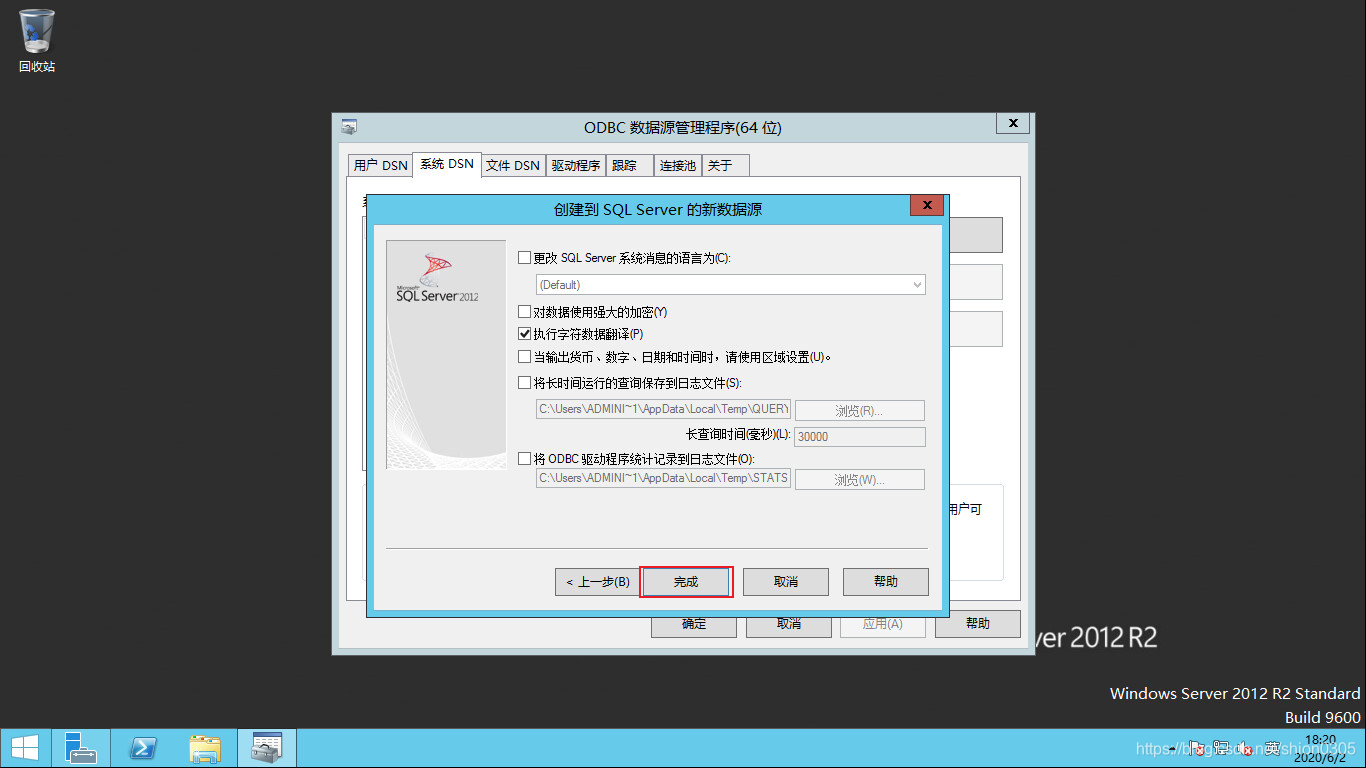 回收站
ODBC 数据源管理程序(64 位)
用户 DSN
系统 DSN
文件 DSN
驱动程序
跟踪
连接池
关于
创建到 SQL Server 的新数据源
Microsoft
SQL Server 2012
更改 SQL Server 系统消息的语言为(C):
(Default)
对数据使用强大的加密(Y)
执行字符数据翻译(P)
当输出货币、数字、日期和时间时，请使用区域设置(U)。
将长时间运行的查询保存到日志文件(S):
C:\Users\ADMINI~1\AppData\Local\Temp\QUERY
浏览(R)...
长查询时间(毫秒)(L):
30000
将 ODBC 驱动程序统计记录到日志文件(O):
C:\Users\ADMINI~1\AppData\Local\Temp\STATS
浏览(W)...
用户可
< 上一步(B)
完成
取消
帮助
确定
取消
应用(A)
帮助
ver 2012 R2
Windows Server 2012 R2 Standard
Build 9600
英
18:20
2020/6/2